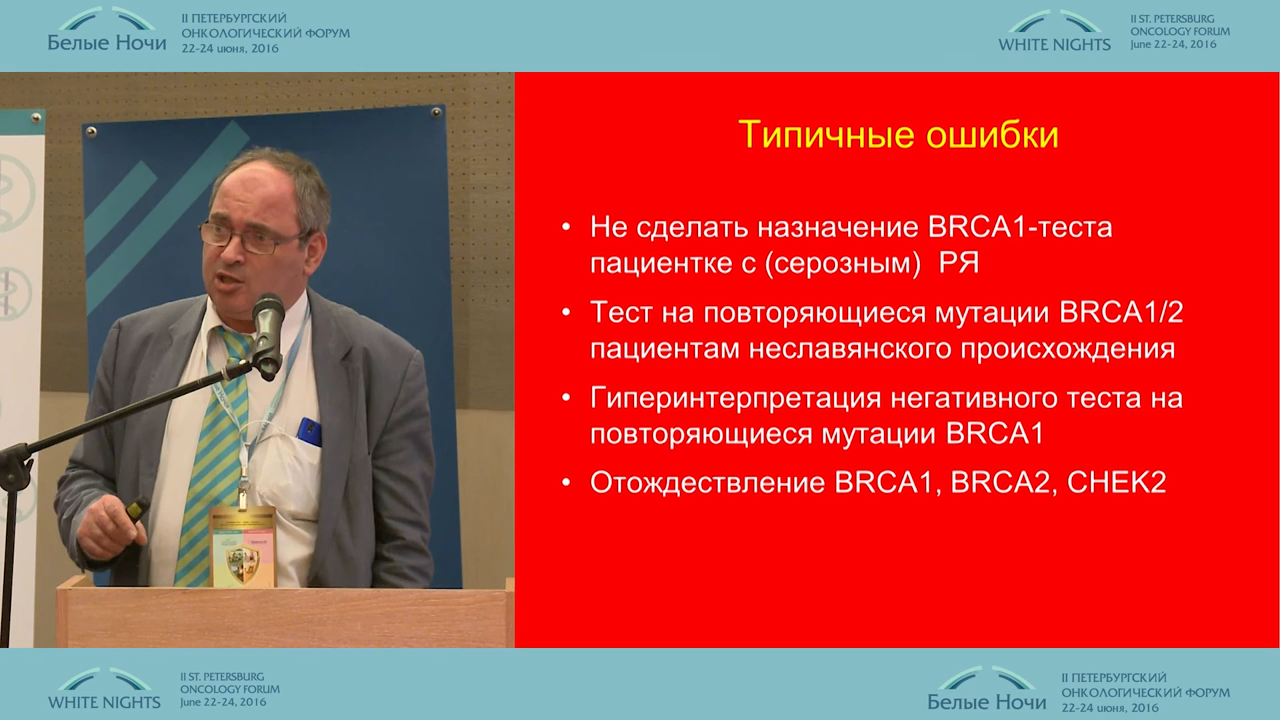 Белые Ночи
II ПЕТЕРБУРГСКИЙ
ОНКОЛОГИЧЕСКИЙ ФОРУМ
22-24 июня, 2016
WHITE NIGHTS
II ST. PETERSBURG
ONCOLOGY FORUM
June 22-24, 2016
Типичные ошибки
• Не сделать назначение BRCA1-теста
пациентке с (серозным) РЯ
• Тест на повторяющиеся мутации BRCA1/2
пациентам неславянского происхождения
• Гиперинтерпретация негативного теста на
повторяющиеся мутации BRCA1
• Отождествление BRCA1, BRCA2, CHEK2
WHITE NIGHTS
II ST. PETERSBURG
ONCOLOGY FORUM
June 22-24, 2016
Белые Ночи
II ПЕТЕРБУРГСКИЙ
ОНКОЛОГИЧЕСКИЙ ФОРУМ
22-24 июня, 2016